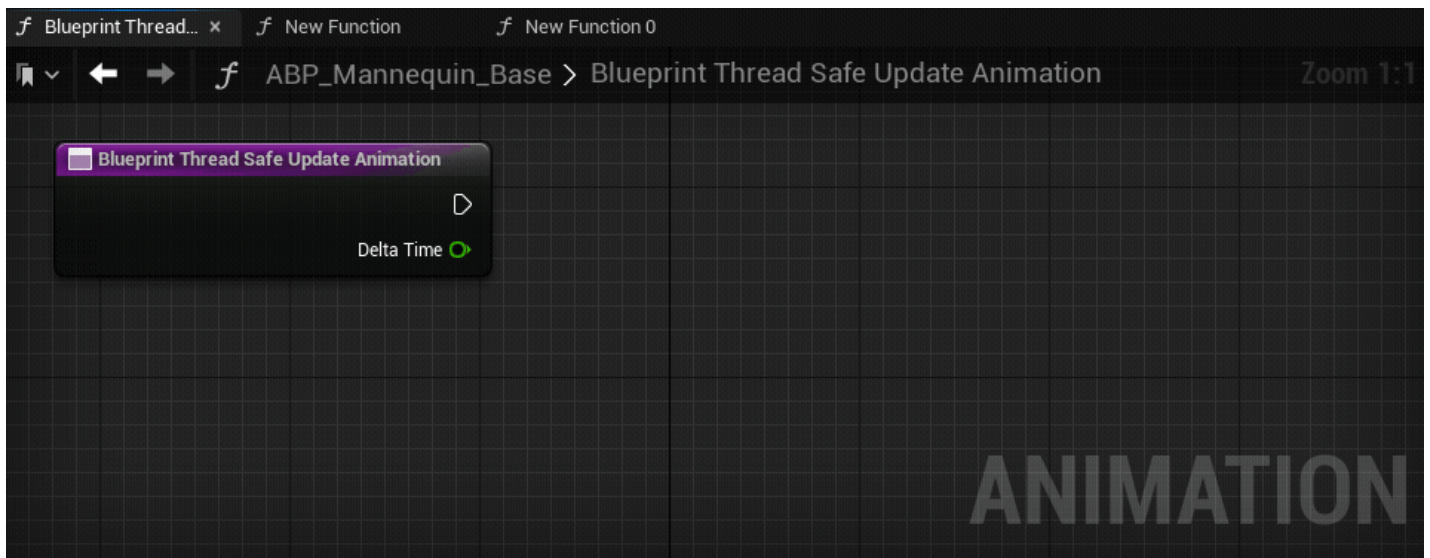 f Blueprint Thread... × f New Function f New Function 0
f ABP_Mannequin_Base > Blueprint Thread Safe Update Animation Zoom 1:1
Blueprint Thread Safe Update Animation
Delta Time
ANIMATION